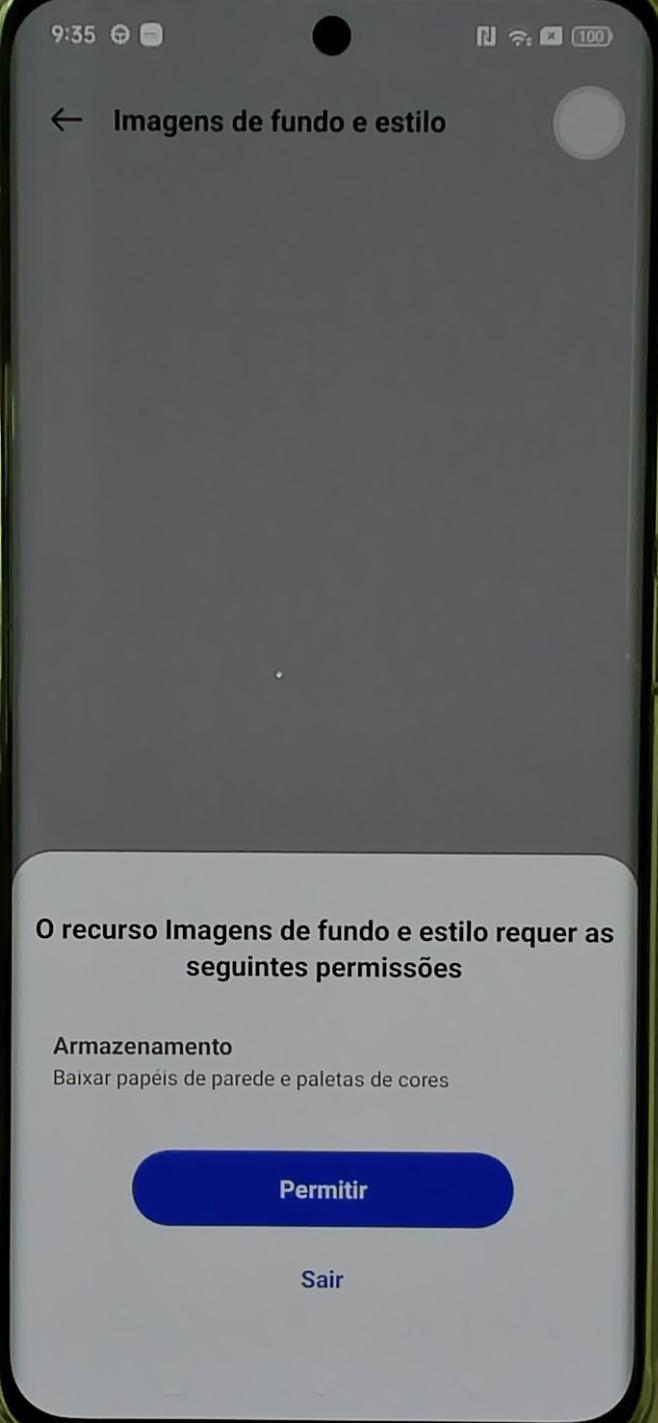 9:35 100
Imagens de fundo e estilo
O recurso Imagens de fundo e estilo requer as
seguintes permissões
Armazenamento
Baixar papéis de parede e paletas de cores
Permitir
Sair